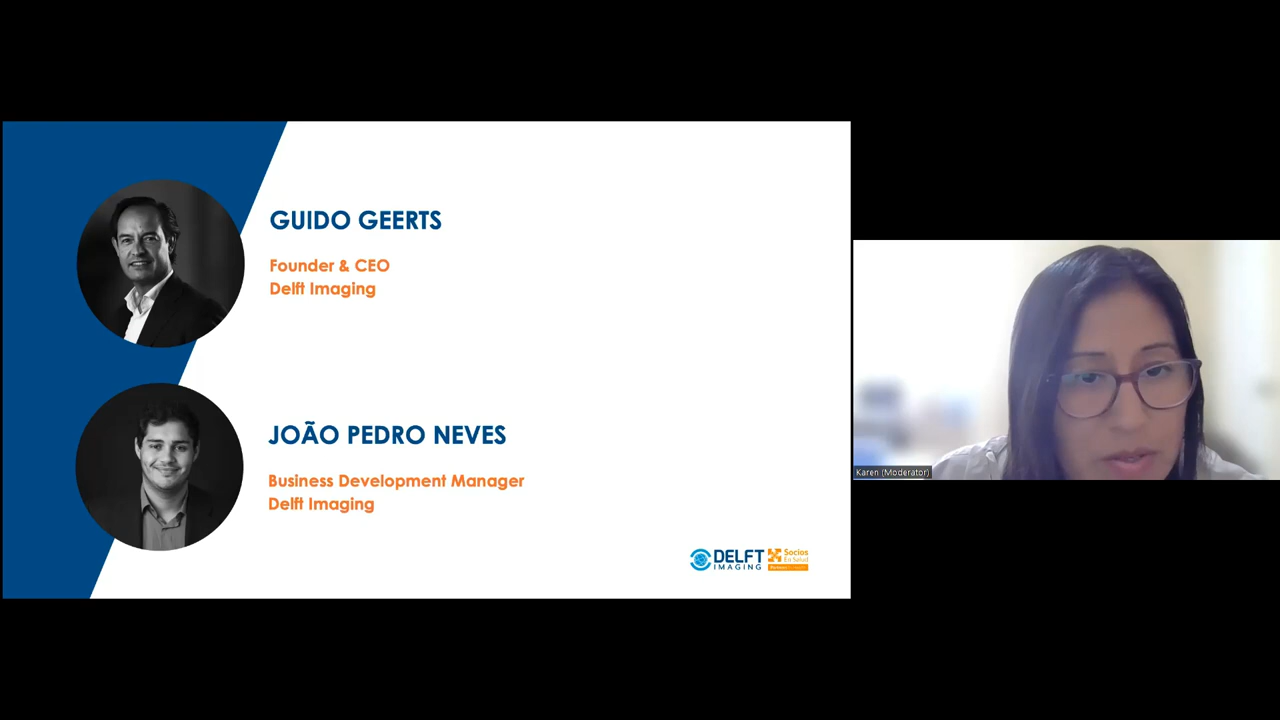 GUIDO GEERTS
Founder & CEO
Delft Imaging
JOÃO PEDRO NEVES
Business Development Manager
Delft Imaging
DELFT
IMAGING
Socios
En Salud
Karen (Moderator)